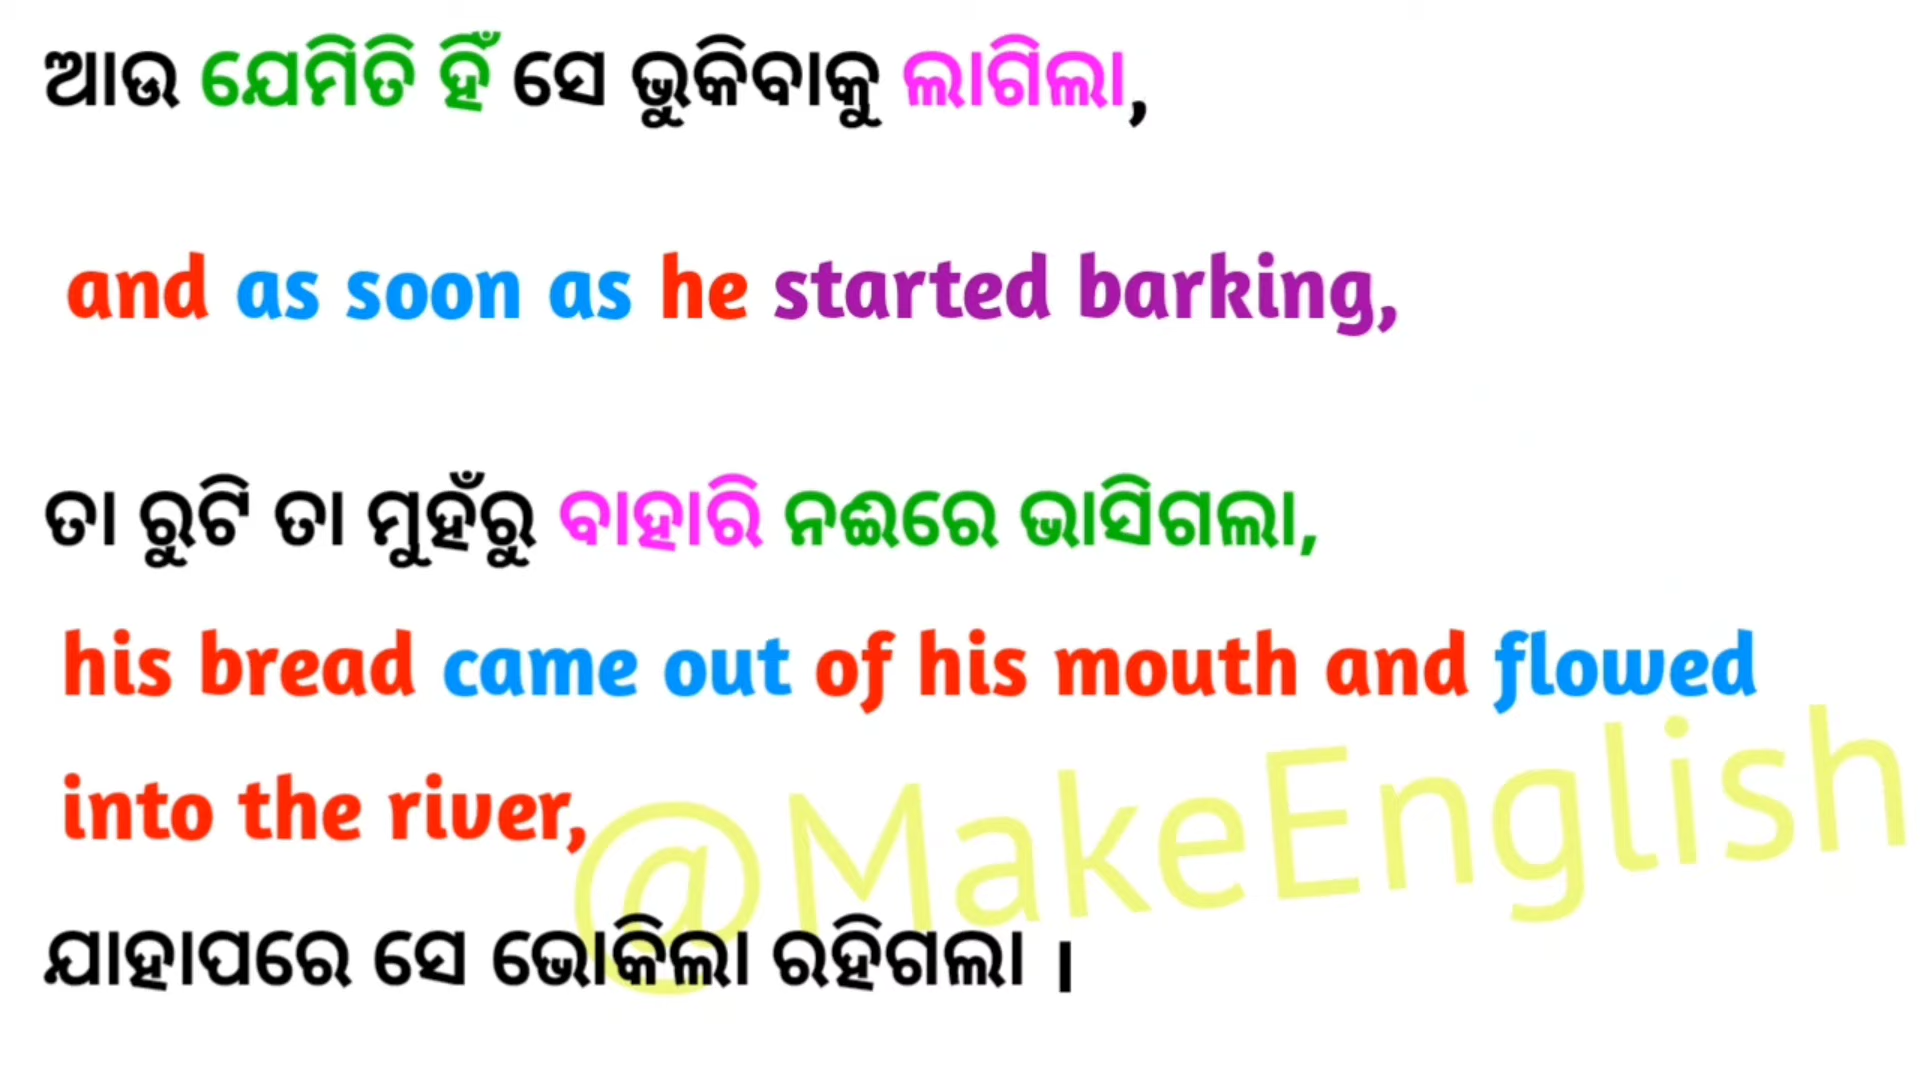 ଆଉ ଯେମିତି ହିଁ ସେ ଭୁକିବାକୁ ଲାଗିଲା,
and as soon as he started barking,
ତା ରୁଟି ତା ମୁହଁରୁ ବାହାରି ନଈରେ ଭାସିଗଲା,
his bread came out of his mouth and flowed
into the river,
@MakeEnglish
ଯାହାପରେ ସେ ଭୋକିଲା ରହିଗଲା ।